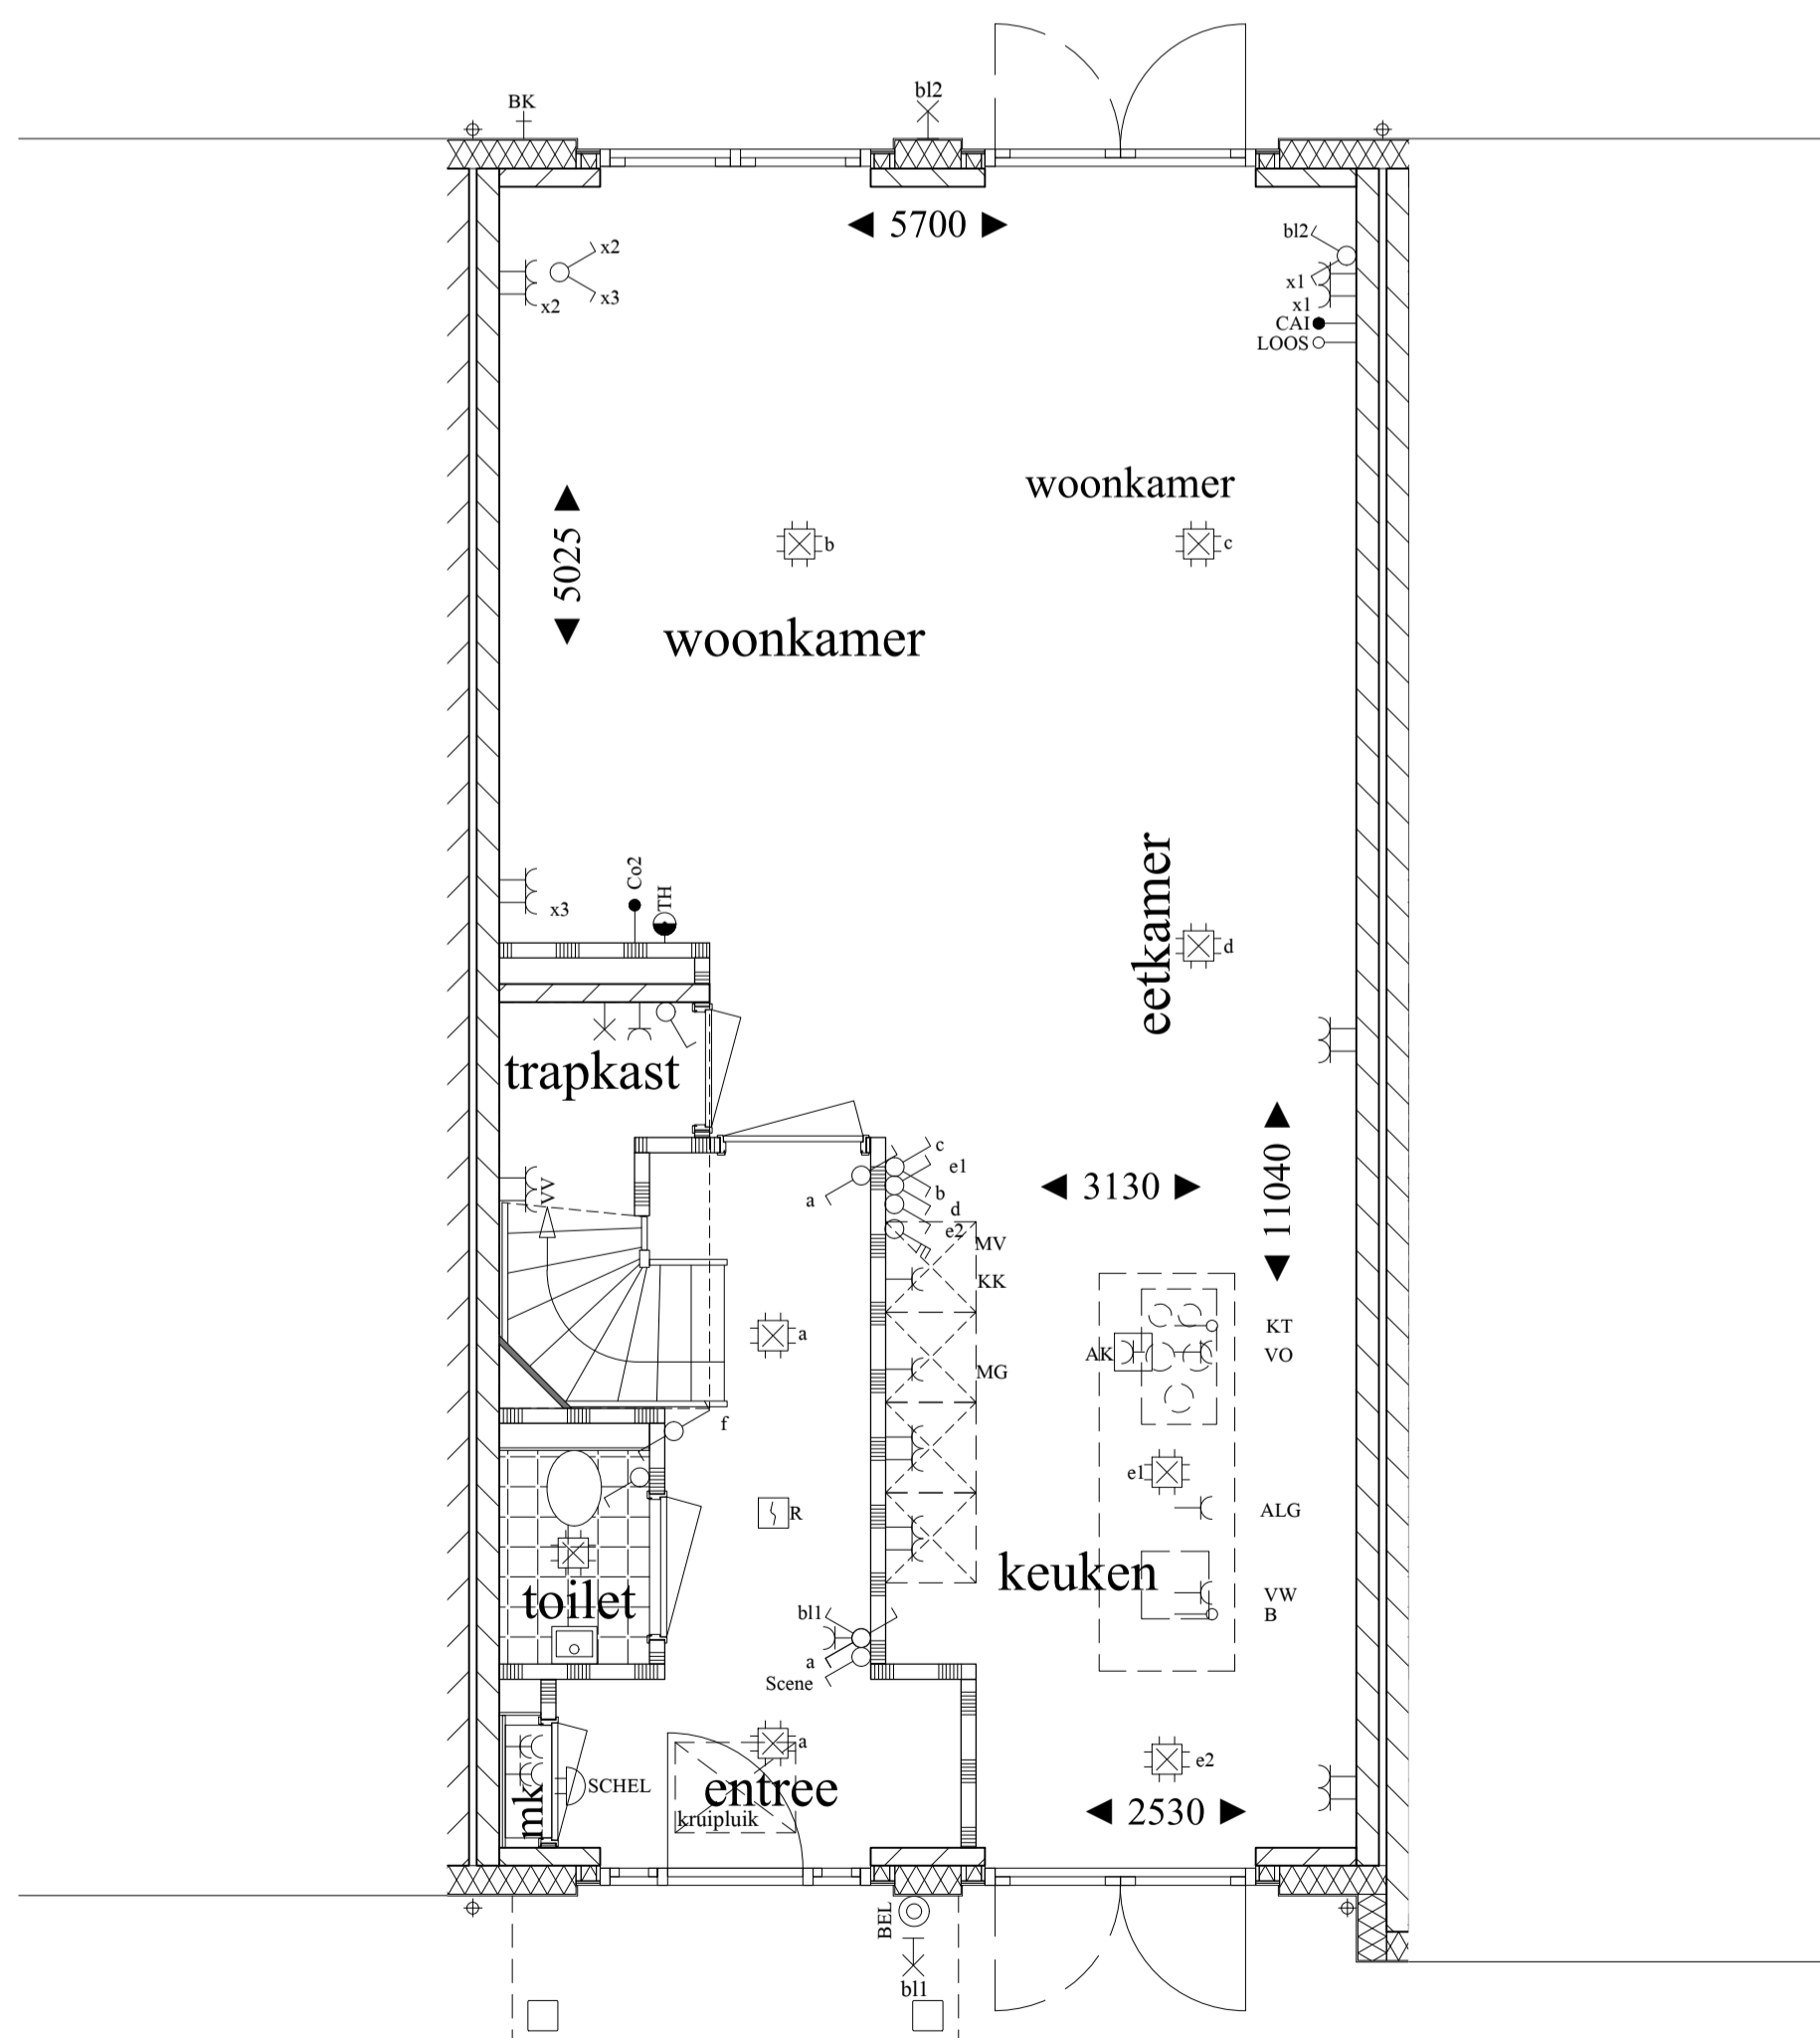 BK
bl2
5700
x2
x3
x2
bl2
x1
x1
CAI
LOOS
woonkamer
b
c
5025
woonkamer
eetkamer
Co2
TH
x3
d
trapkast
c
e1
a
b
d
e2
VV
3130
11040
MV
KK
KT
a
AK
VO
MG
f
e1
R
ALG
keuken
toilet
VW
B
bl1
a
Scene
a
e2
SCHEL
entree
mk
kruipluik
2530
BEL
bl1